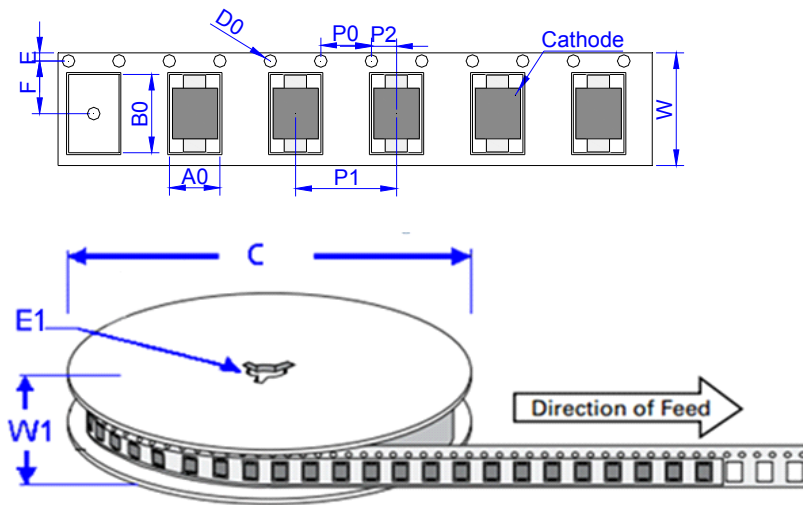 D0
P0
P2
Cathode
E
F
B0
W
A0
P1
C
E1
W1
Direction of Feed